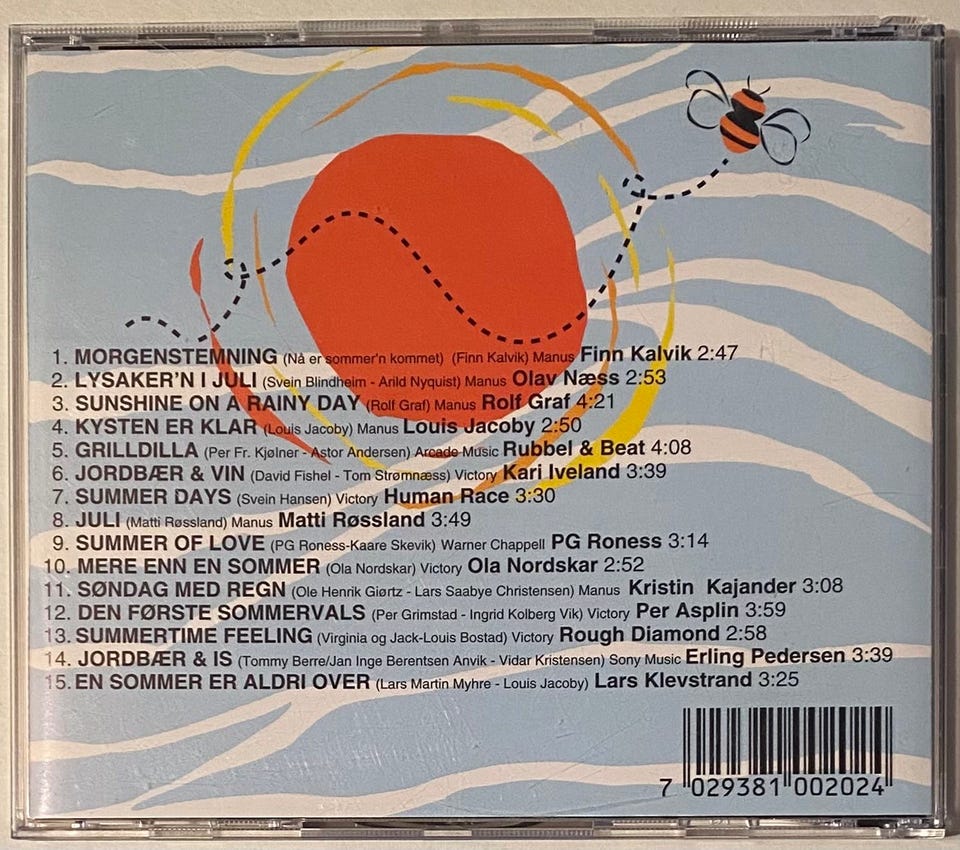 1. MORGENSTEMNING (Nå er sommer'n kommet) (Finn Kalvik) Manus Finn Kalvik 2:47
2. LYSAKER'N I JULI (Svein Blindheim - Arild Nyquist) Manus Olav Næss 2:53
3. SUNSHINE ON A RAINY DAY (Rolf Graf) Manus Rolf Graf 4:21
4. KYSTEN ER KLAR (Louis Jacoby) Manus Louis Jacoby 2:50
5. GRILLDILLA (Per Fr. Kjølner - Astor Andersen) Arcade Music Rubbel & Beat 4:08
6. JORDBÆR & VIN (David Fishel - Tom Strømnæss) Victory Kari Iveland 3:39
7. SUMMER DAYS (Svein Hansen) Victory Human Race 3:30
8. JULI (Matti Røssland) Manus Matti Røssland 3:49
9. SUMMER OF LOVE (PG Roness-Kaare Skevik) Warner Chappell PG Roness 3:14
10. MERE ENN EN SOMMER (Ola Nordskar) Victory Ola Nordskar 2:52
11. SØNDAG MED REGN (Ole Henrik Giørtz - Lars Saabye Christensen) Manus Kristin Kajander 3:08
12. DEN FØRSTE SOMMERVALS (Per Grimstad - Ingrid Kolberg Vik) Victory Per Asplin 3:59
13. SUMMERTIME FEELING (Virginia og Jack-Louis Bostad) Victory Rough Diamond 2:58
14. JORDBÆR & IS (Tommy Berre/Jan Inge Berentsen Anvik - Vidar Kristensen) Sony Music Erling Pedersen 3:39
15. EN SOMMER ER ALDRI OVER (Lars Martin Myhre - Louis Jacoby) Lars Klevstrand 3:25
7 029381 002024